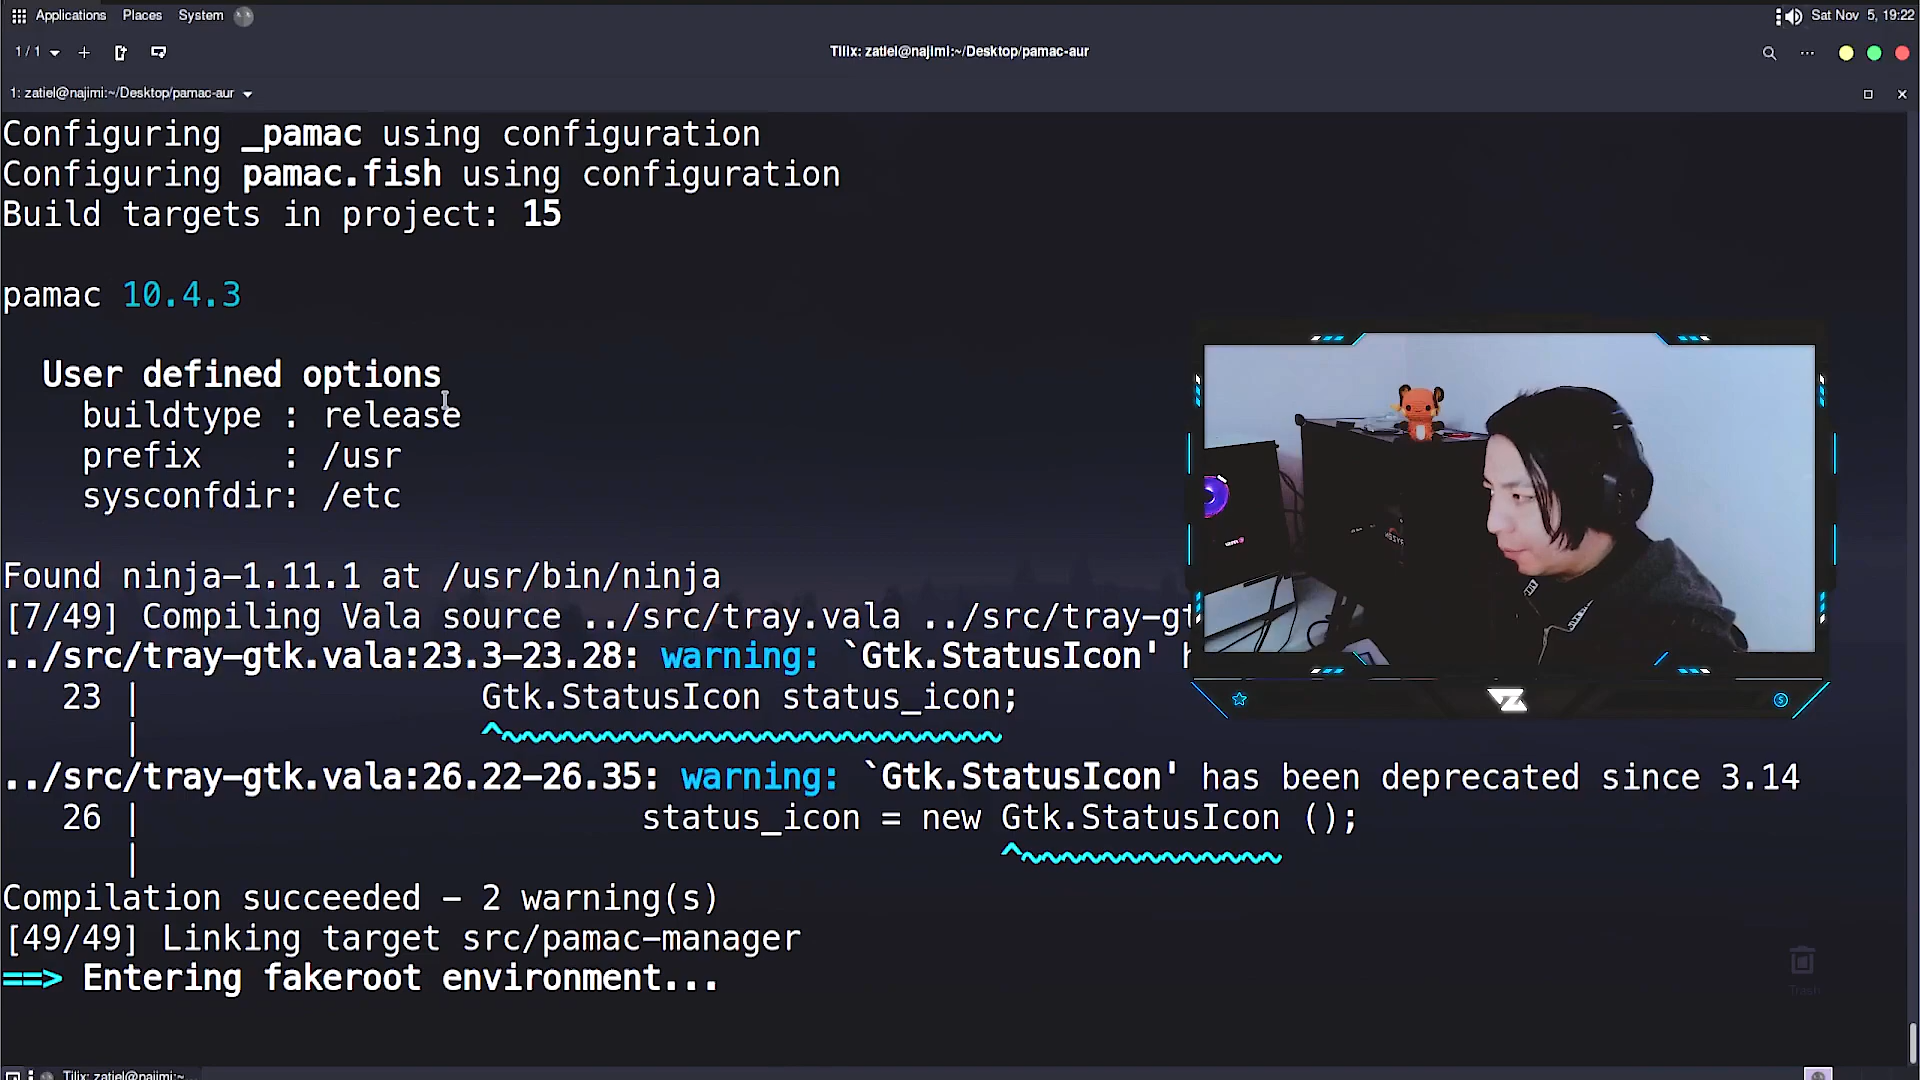 Applications Places System
Sat Nov 5, 19:22
1 / 1
Tilix: zatiel@najimi:~/Desktop/pamac-aur
1: zatiel@najimi:~/Desktop/pamac-aur
Configuring _pamac using configuration
Configuring pamac.fish using configuration
Build targets in project: 15
pamac 10.4.3
User defined options
buildtype : release
prefix : /usr
sysconfdir: /etc
Found ninja-1.11.1 at /usr/bin/ninja
[7/49] Compiling Vala source ../src/tray.vala ../src/tray-gt
../src/tray-gtk.vala:23.3-23.28: warning: `Gtk.StatusIcon' h
23 | Gtk.StatusIcon status_icon;
| ^~~~~~~~~~~~~~~~~~~~~~~~~~
../src/tray-gtk.vala:26.22-26.35: warning: `Gtk.StatusIcon' has been deprecated since 3.14
26 | status_icon = new Gtk.StatusIcon ();
| ^~~~~~~~~~~~~~
Compilation succeeded - 2 warning(s)
[49/49] Linking target src/pamac-manager
==> Entering fakeroot environment...
Trash
Tilix: zatiel@najimi:~...